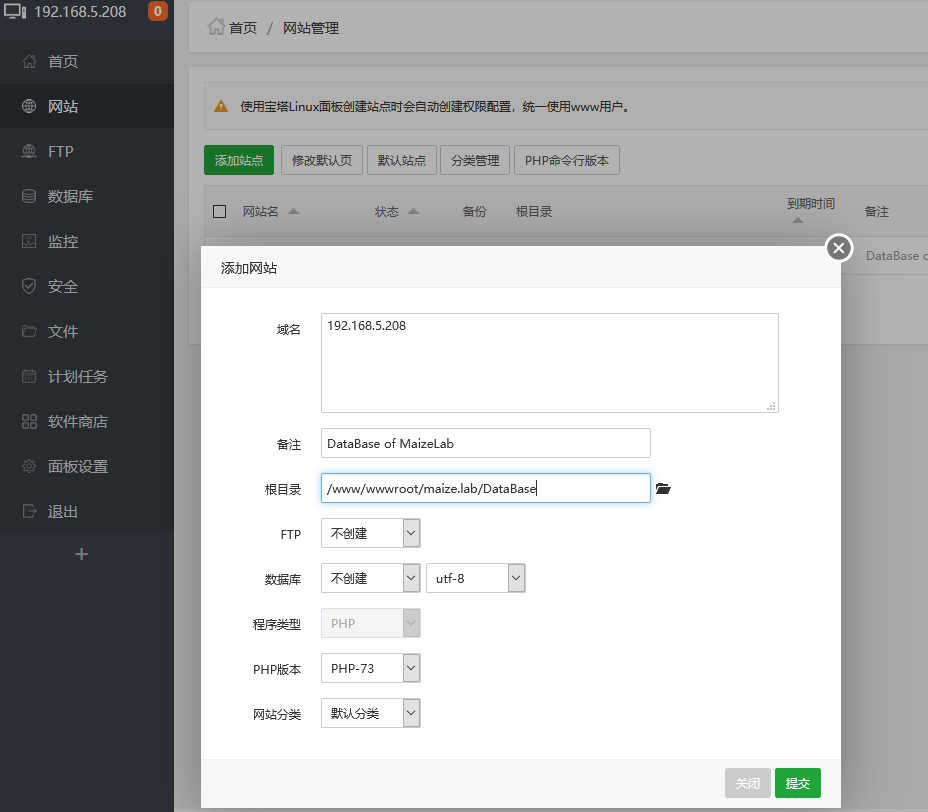 192.168.5.208 0
首页
网站
FTP
数据库
监控
安全
文件
计划任务
软件商店
面板设置
退出
+
首页 / 网站管理
使用宝塔Linux面板创建站点时会自动创建权限配置，统一使用www用户。
添加站点 修改默认页 默认站点 分类管理 PHP命令行版本
网站名 状态 备份 根目录 到期时间 备注
DataBase o
添加网站
域名 192.168.5.208
备注 DataBase of MaizeLab
根目录 /www/wwwroot/maize.lab/DataBase
FTP 不创建
数据库 不创建 utf-8
程序类型 PHP
PHP版本 PHP-73
网站分类 默认分类
关闭 提交